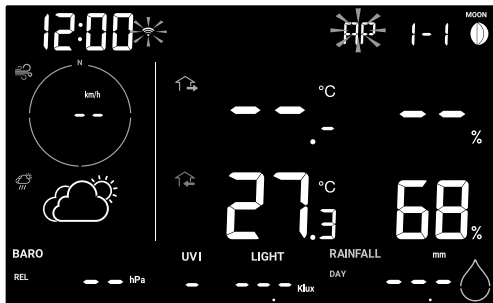 12:00 AP 1-1 MOON
N
km/h
--
°C
--.-
--
%
27.3 °C
68%
BARO
REL -- hPa
UVI
-
LIGHT
---.- Klux
RAINFALL mm
DAY ---.-